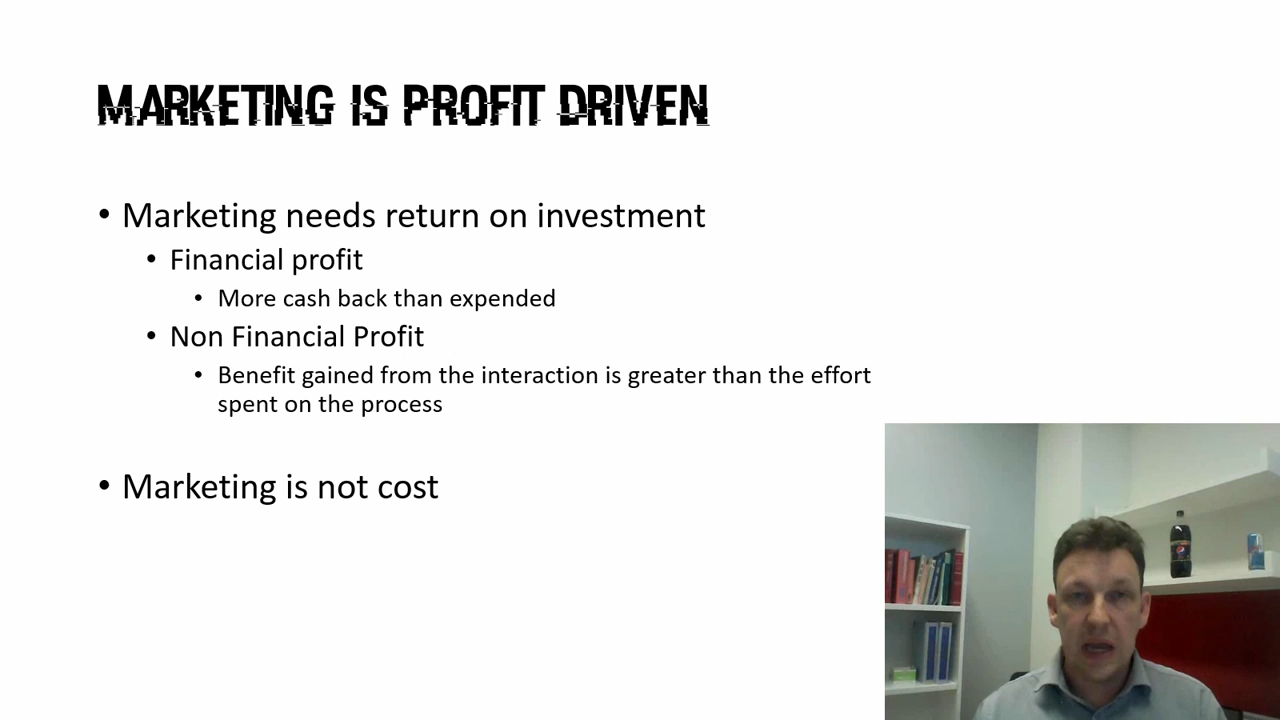 MARKETING IS PROFIT DRIVEN
• Marketing needs return on investment
• Financial profit
• More cash back than expended
• Non Financial Profit
• Benefit gained from the interaction is greater than the effort
spent on the process
• Marketing is not cost